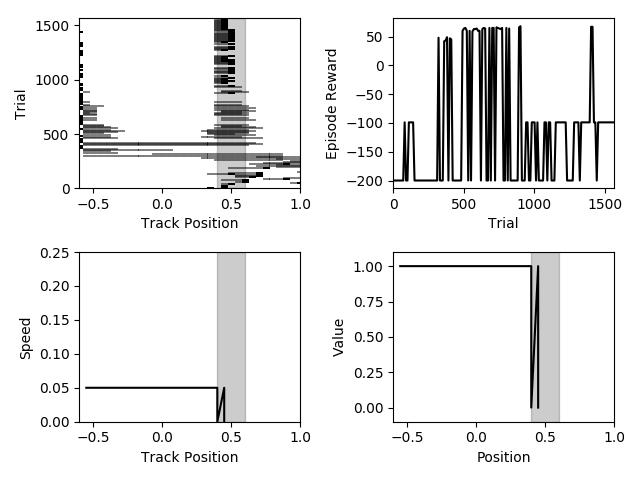 1500
1000
500
0
Trial
−0.5 0.0 0.5 1.0
Track Position
50
0
−50
−100
−150
−200
Episode Reward
0 500 1000 1500
Trial
0.25
0.20
0.15
0.10
0.05
0.00
Speed
−0.5 0.0 0.5 1.0
Track Position
1.00
0.75
0.50
0.25
0.00
Value
−0.5 0.0 0.5 1.0
Position